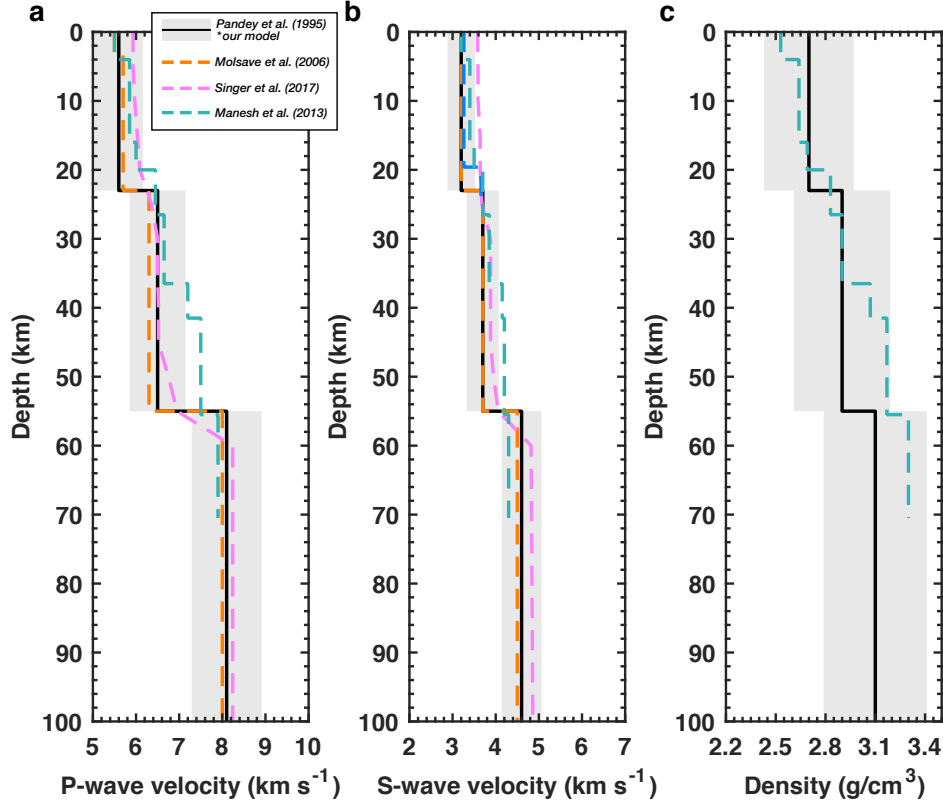 a
b
c
Pandey et al. (1995)
*our model
Molsave et al. (2006)
Singer et al. (2017)
Manesh et al. (2013)
0
10
20
30
40
50
60
70
80
90
100
Depth (km)
5 6 7 8 9 10
P-wave velocity (km s⁻¹)
0
10
20
30
40
50
60
70
80
90
100
Depth (km)
2 3 4 5 6 7
S-wave velocity (km s⁻¹)
0
10
20
30
40
50
60
70
80
90
100
Depth (km)
2.2 2.5 2.8 3.1 3.4
Density (g/cm³)